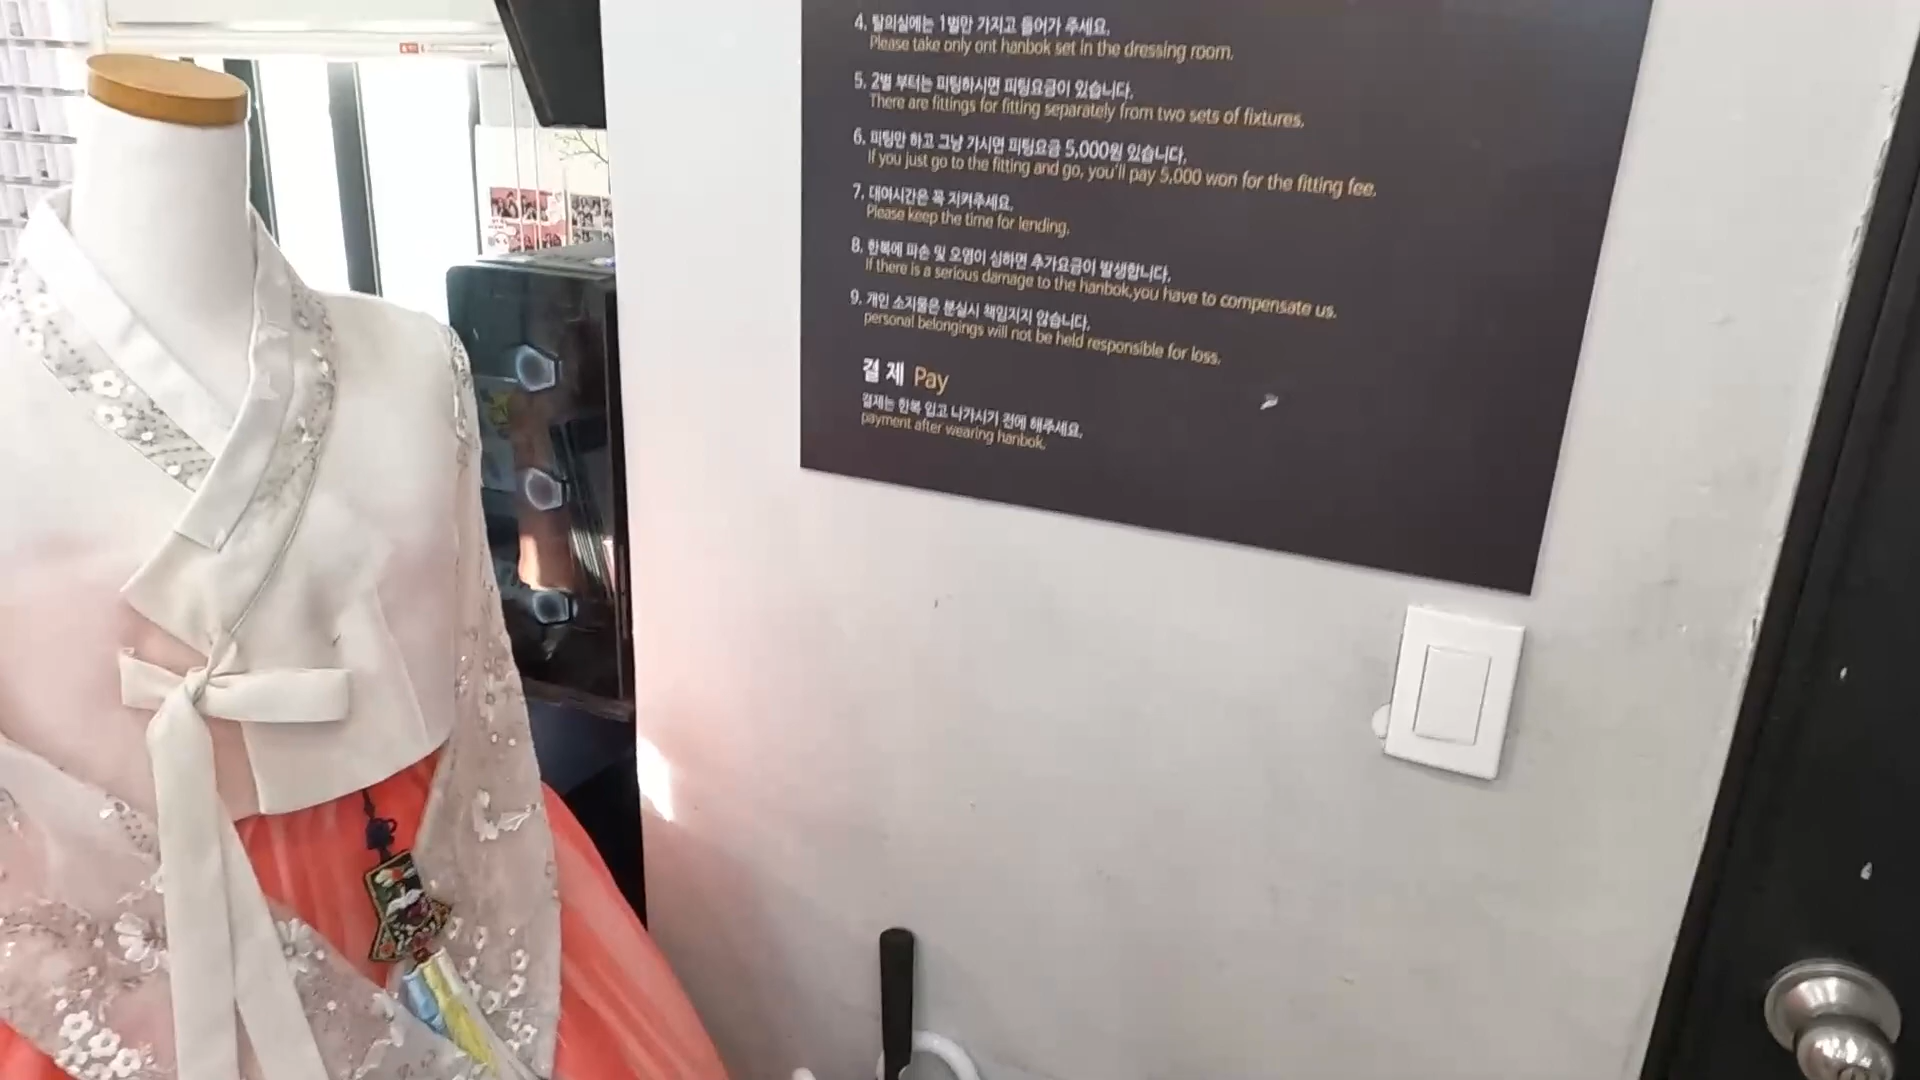 4. 탈의실에는 1벌만 가지고 들어가 주세요.
Please take only ont hanbok set in the dressing room.
5. 2벌 부터는 피팅하시면 피팅요금이 있습니다.
There are fittings for fitting separately from two sets of fixtures.
6. 피팅만 하고 그냥 가시면 피팅요금 5,000원 있습니다.
If you just go to the fitting and go, you'll pay 5,000 won for the fitting fee.
7. 대여시간은 꼭 지켜주세요.
Please keep the time for lending.
8. 한복에 파손 및 오염이 심하면 추가요금이 발생합니다.
If there is a serious damage to the hanbok,you have to compensate us.
9. 개인 소지물은 분실시 책임지지 않습니다.
personal belongings will not be held responsible for loss.
결 제 Pay
결제는 한복 입고 나가시기 전에 해주세요.
payment after wearing hanbok.